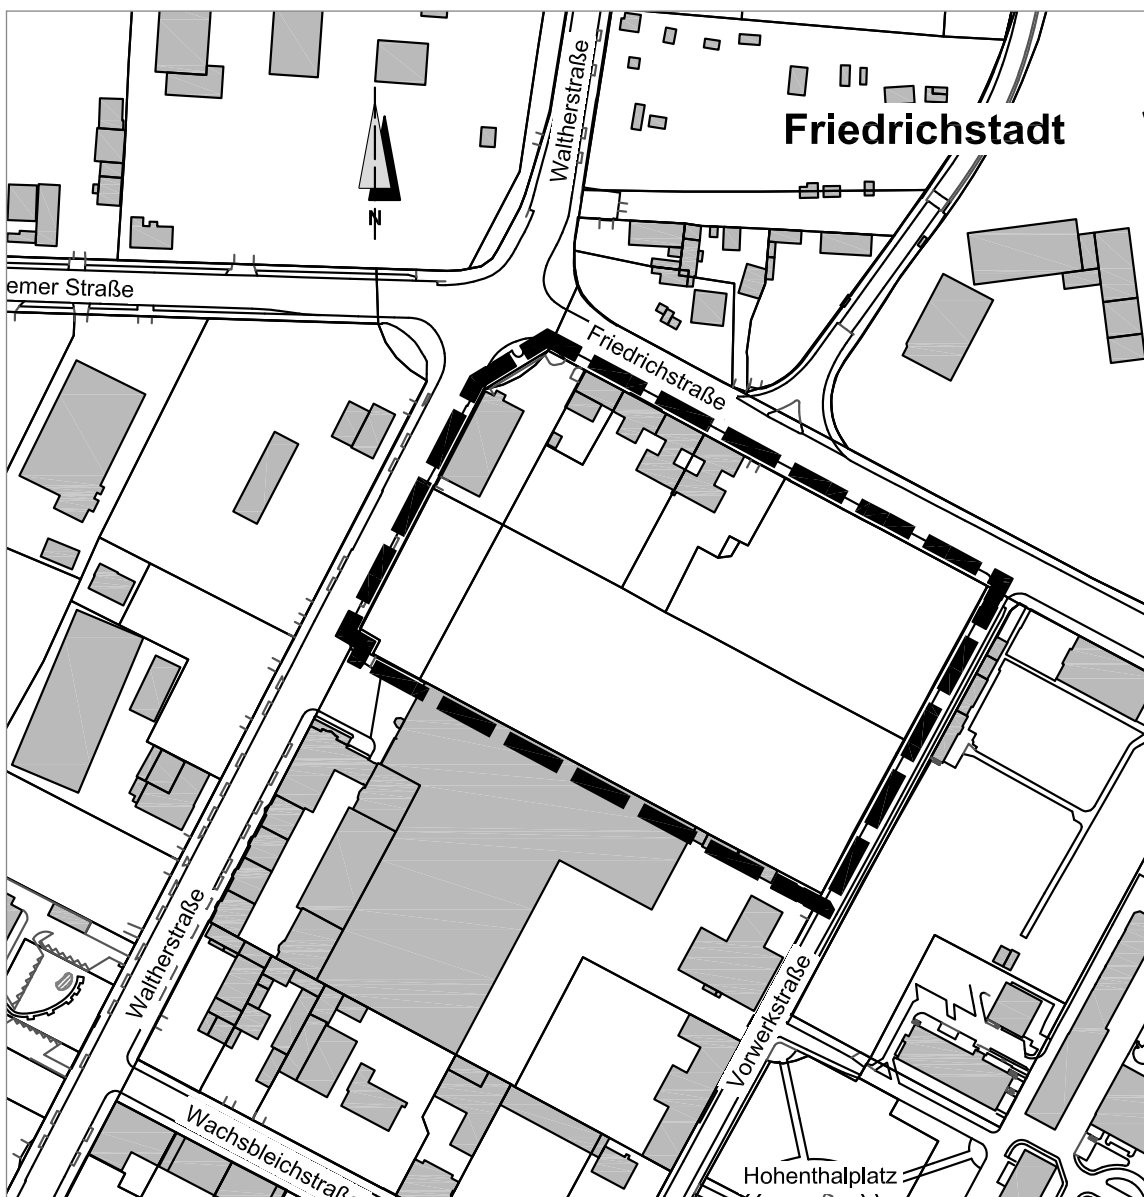 Waltherstraße
Friedrichstadt
N
emer Straße
Friedrichstraße
Waltherstraße
Vorwerkstraße
Wachsbleichstraße
Hohenthalplatz